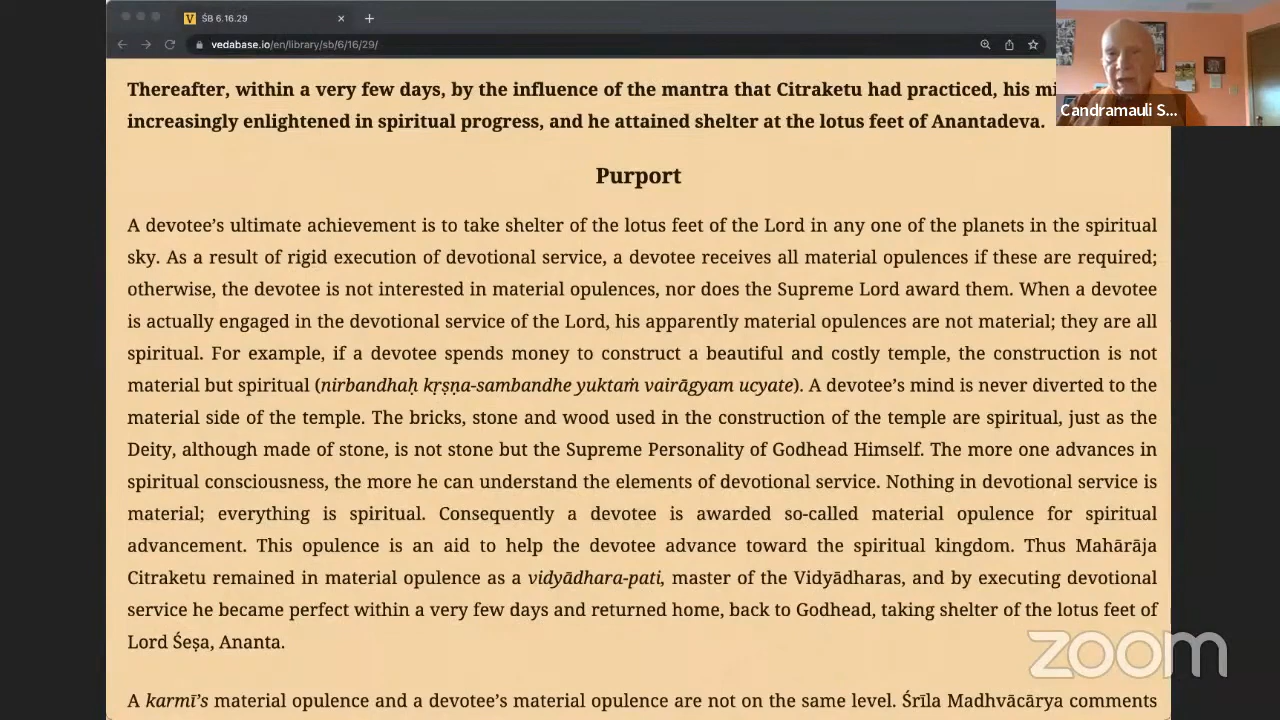 ŚB 6.16.29
vedabase.io/en/library/sb/6/16/29/
Candramauli S...
Thereafter, within a very few days, by the influence of the mantra that Citraketu had practiced, his
increasingly enlightened in spiritual progress, and he attained shelter at the lotus feet of Anantadeva.
Purport
A devotee's ultimate achievement is to take shelter of the lotus feet of the Lord in any one of the planets in the spiritual
sky. As a result of rigid execution of devotional service, a devotee receives all material opulences if these are required;
otherwise, the devotee is not interested in material opulences, nor does the Supreme Lord award them. When a devotee
is actually engaged in the devotional service of the Lord, his apparently material opulences are not material; they are all
spiritual. For example, if a devotee spends money to construct a beautiful and costly temple, the construction is not
material but spiritual (nirbandhaḥ kṛṣṇa-sambandhe yuktaṁ vairāgyam ucyate). A devotee's mind is never diverted to the
material side of the temple. The bricks, stone and wood used in the construction of the temple are spiritual, just as the
Deity, although made of stone, is not stone but the Supreme Personality of Godhead Himself. The more one advances in
spiritual consciousness, the more he can understand the elements of devotional service. Nothing in devotional service is
material; everything is spiritual. Consequently a devotee is awarded so-called material opulence for spiritual
advancement. This opulence is an aid to help the devotee advance toward the spiritual kingdom. Thus Mahārāja
Citraketu remained in material opulence as a vidyādhara-pati, master of the Vidyādharas, and by executing devotional
service he became perfect within a very few days and returned home, back to Godhead, taking shelter of the lotus feet of
Lord Śeṣa, Ananta.
zoom
A karmī's material opulence and a devotee's material opulence are not on the same level. Śrīla Madhvācārya comments